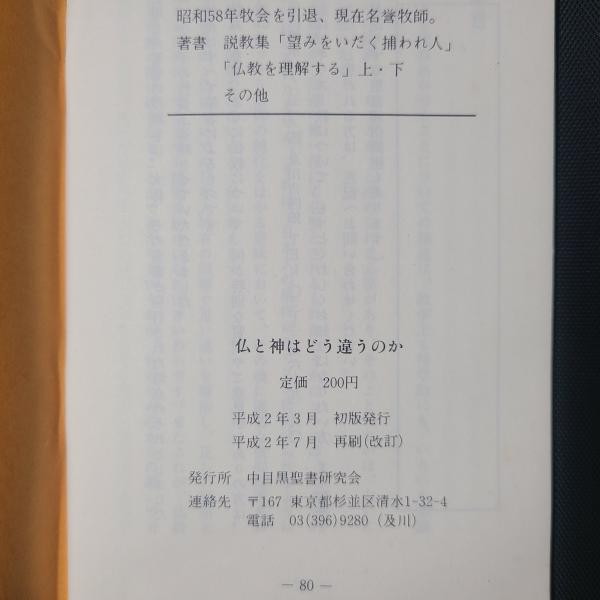 昭和58年牧会を引退、現在名誉牧師。
著書　説教集「望みをいだく捕われ人」
「仏教を理解する」上・下
その他
仏と神はどう違うのか
定価　200円
平成2年3月　初版発行
平成2年7月　再刷(改訂)
発行所　中目黒聖書研究会
連絡先　〒167 東京都杉並区清水1-32-4
電話　03(396)9280 (及川)
— 80 —